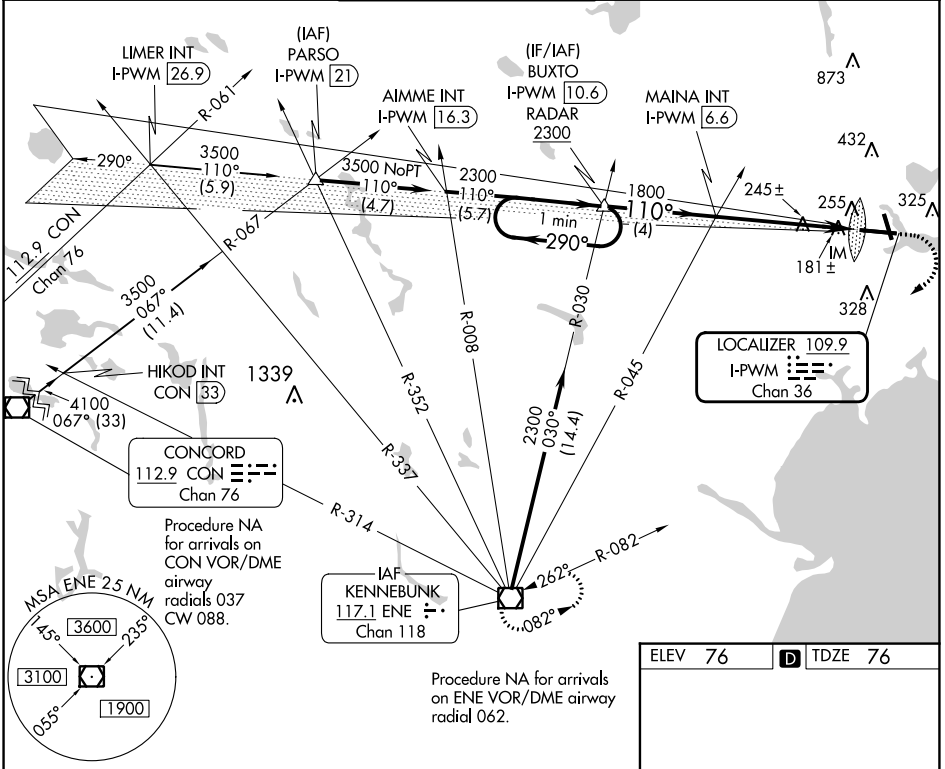 LIMER INT
I-PWM 26.9
(IAF)
PARSO
I-PWM 21
AIMME INT
I-PWM 16.3
(IF/IAF)
BUXTO
I-PWM 10.6
RADAR
2300
MAINA INT
I-PWM 6.6
873
432
325
255
245±
181±
328
IM
R-061
290°
3500
110°
(5.9)
3500 NoPT
110°
(4.7)
2300
110°
(5.7)
1800
110°
(4)
1 min
290°
112.9 CON
Chan 76
R-067
3500
067°
(11.4)
HIKOD INT
CON 33
4100
067° (33)
1339
R-337
R-352
R-008
R-030
R-045
2300
030°
(14.4)
R-314
LOCALIZER 109.9
I-PWM
Chan 36
CONCORD
112.9 CON
Chan 76
Procedure NA
for arrivals on
CON VOR/DME
airway
radials 037
CW 088.
IAF
KENNEBUNK
117.1 ENE
Chan 118
262°
R-082
082°
Procedure NA for arrivals
on ENE VOR/DME airway
radial 062.
MSA ENE 25 NM
145°
3600
235°
3100
1900
055°
ELEV 76
D
TDZE 76